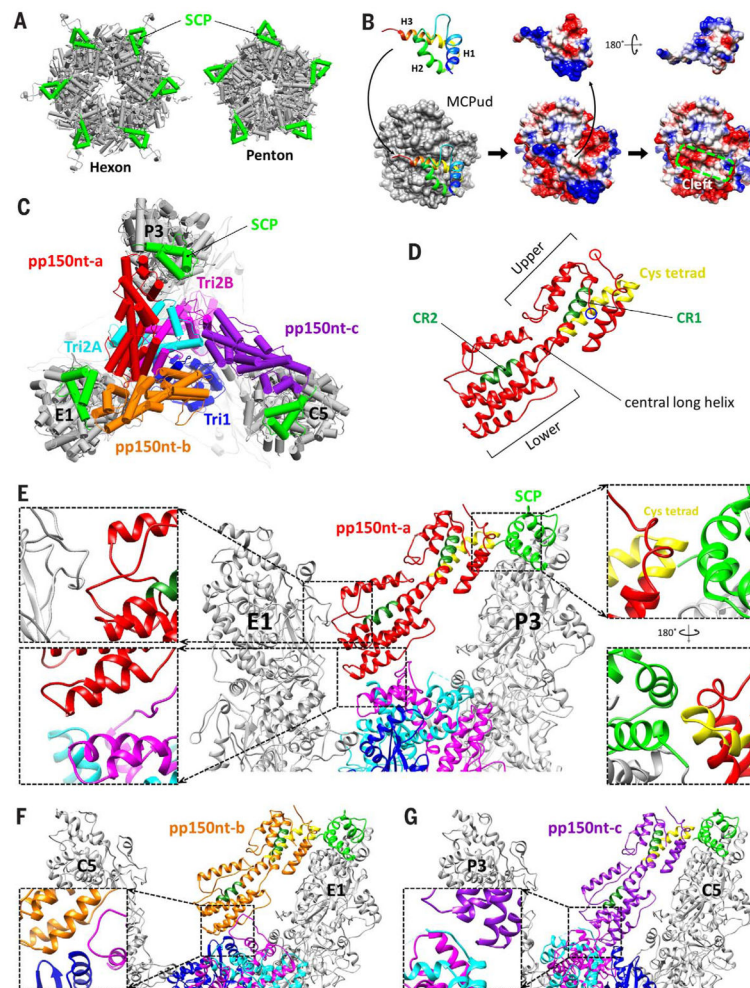 A
SCP
Hexon
Penton
B
H3
H1
H2
180°
MCPud
Cleft
C
P3
SCP
pp150nt-a
Tri2B
pp150nt-c
Tri2A
E1
C5
Tri1
pp150nt-b
D
Upper
Cys tetrad
CR2
CR1
central long helix
Lower
E
SCP
pp150nt-a
Cys tetrad
E1
P3
180°
F
pp150nt-b
C5
E1
G
pp150nt-c
P3
C5